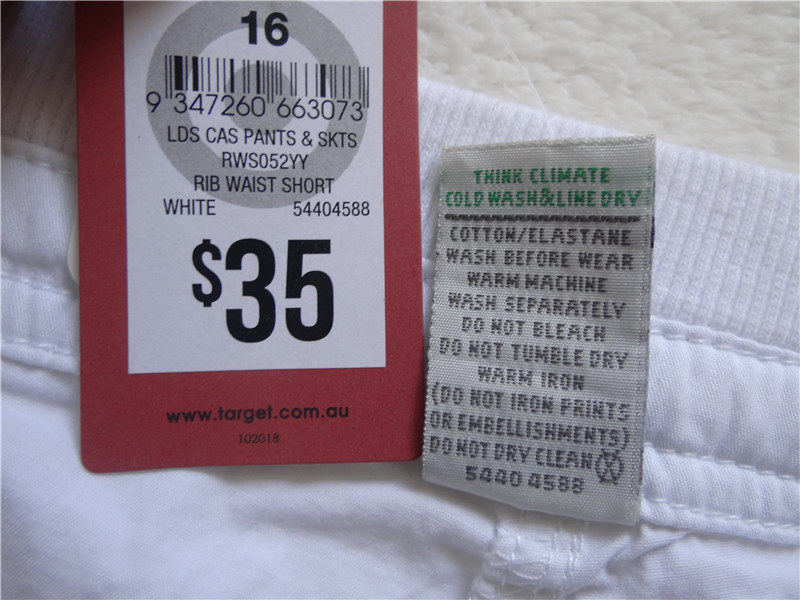 16
9 347260 663073
LDS CAS PANTS & SKTS
RWS052YY
RIB WAIST SHORT
WHITE 54404588
$35
www.target.com.au
102018
THINK CLIMATE
COLD WASH&LINE DRY
COTTON/ELASTANE
WASH BEFORE WEAR
WARM MACHINE
WASH SEPARATELY
DO NOT BLEACH
DO NOT TUMBLE DRY
WARM IRON
(DO NOT IRON PRINTS
OR EMBELLISHMENTS)
DO NOT DRY CLEAN
5440 4588